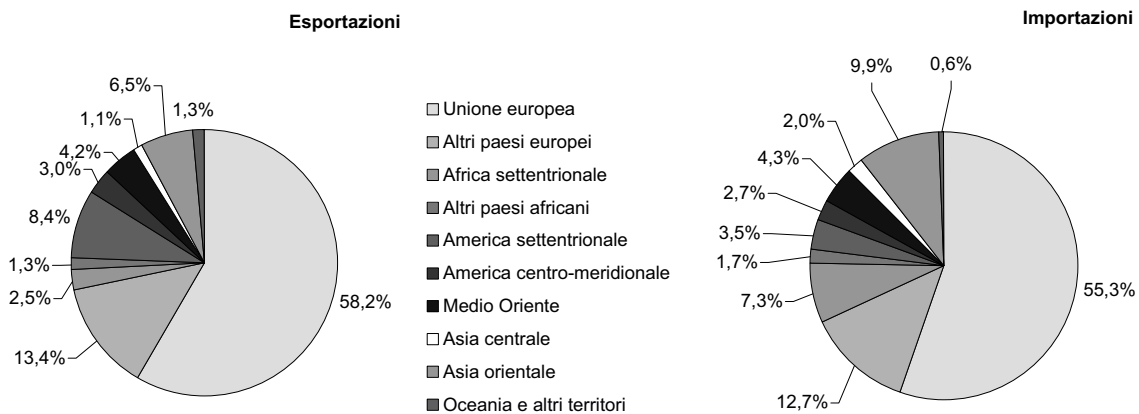 Esportazioni
6,5%
1,3%
1,1%
4,2%
3,0%
8,4%
1,3%
2,5%
13,4%
58,2%
Unione europea
Altri paesi europei
Africa settentrionale
Altri paesi africani
America settentrionale
America centro-meridionale
Medio Oriente
Asia centrale
Asia orientale
Oceania e altri territori
Importazioni
9,9%
0,6%
2,0%
4,3%
2,7%
3,5%
1,7%
7,3%
12,7%
55,3%